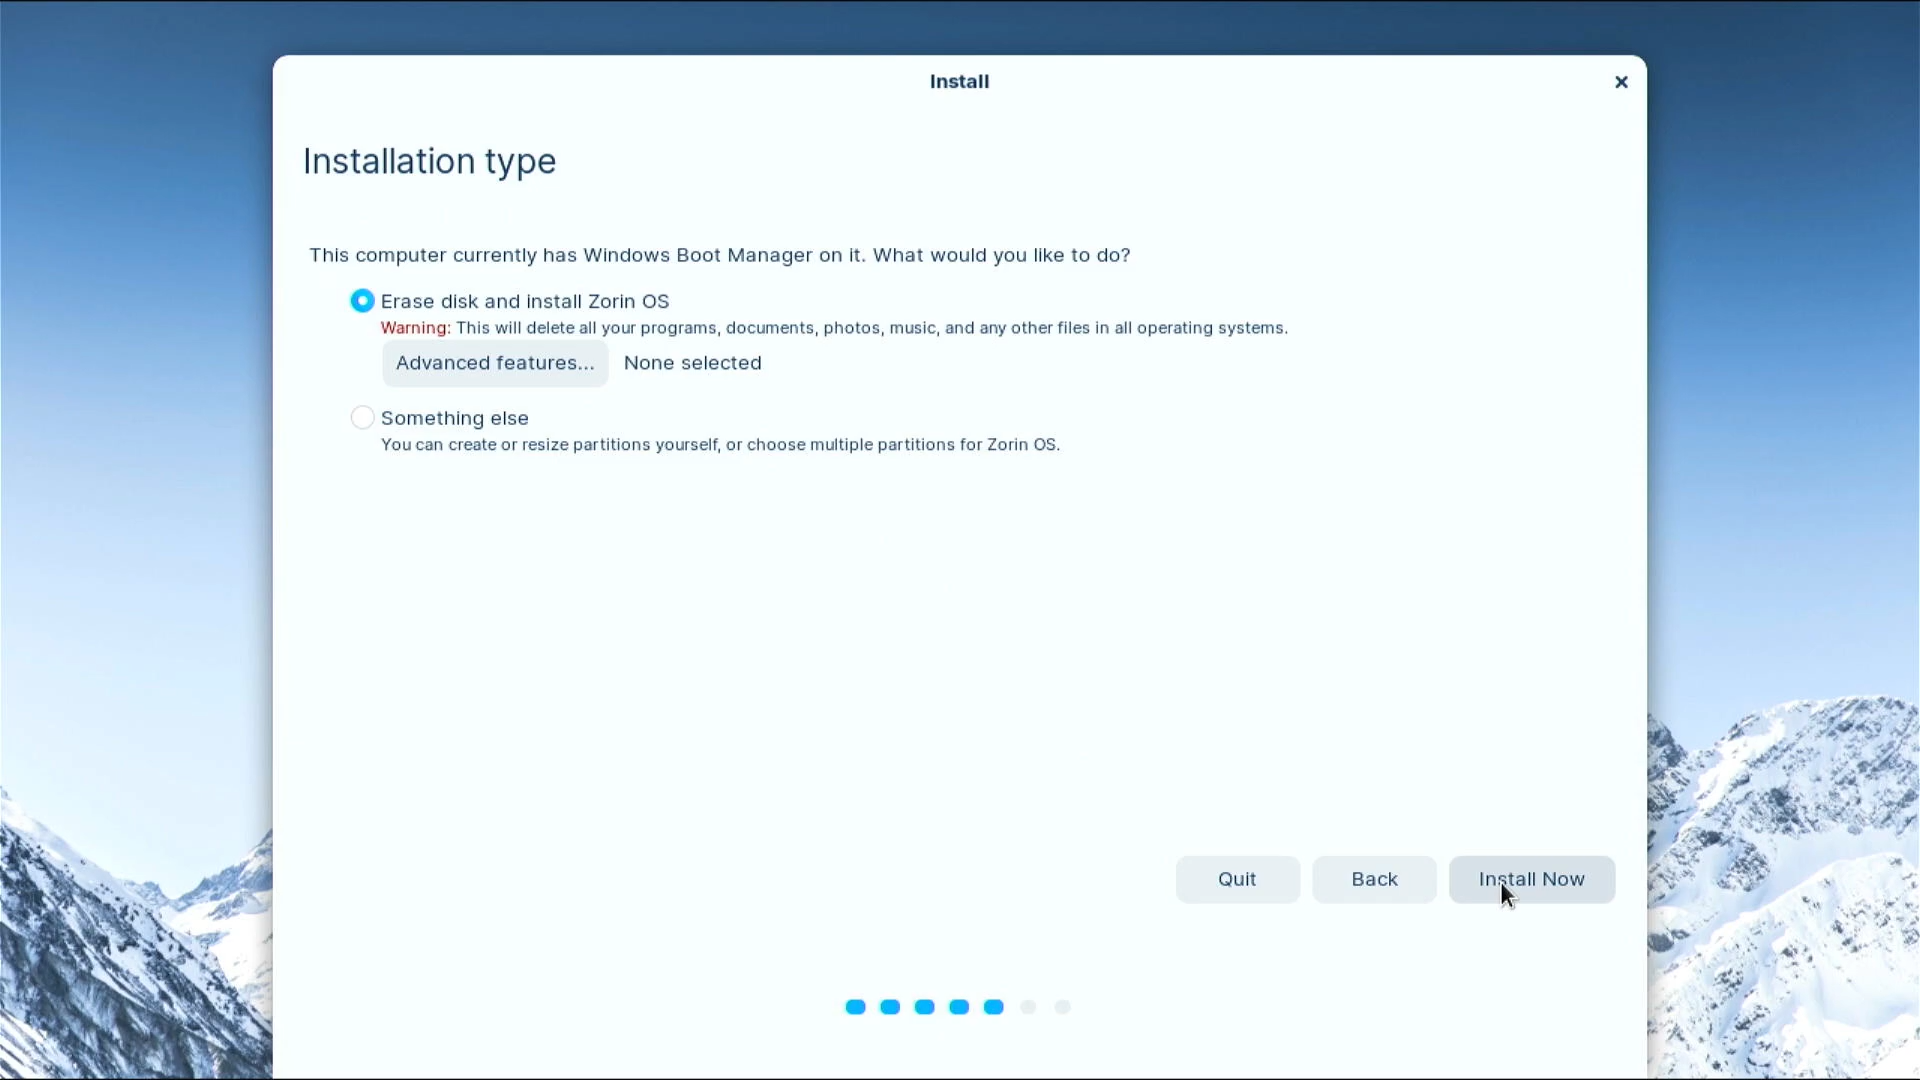 Install
Installation type
This computer currently has Windows Boot Manager on it. What would you like to do?
Erase disk and install Zorin OS
Warning: This will delete all your programs, documents, photos, music, and any other files in all operating systems.
Advanced features... None selected
Something else
You can create or resize partitions yourself, or choose multiple partitions for Zorin OS.
Quit Back Install Now